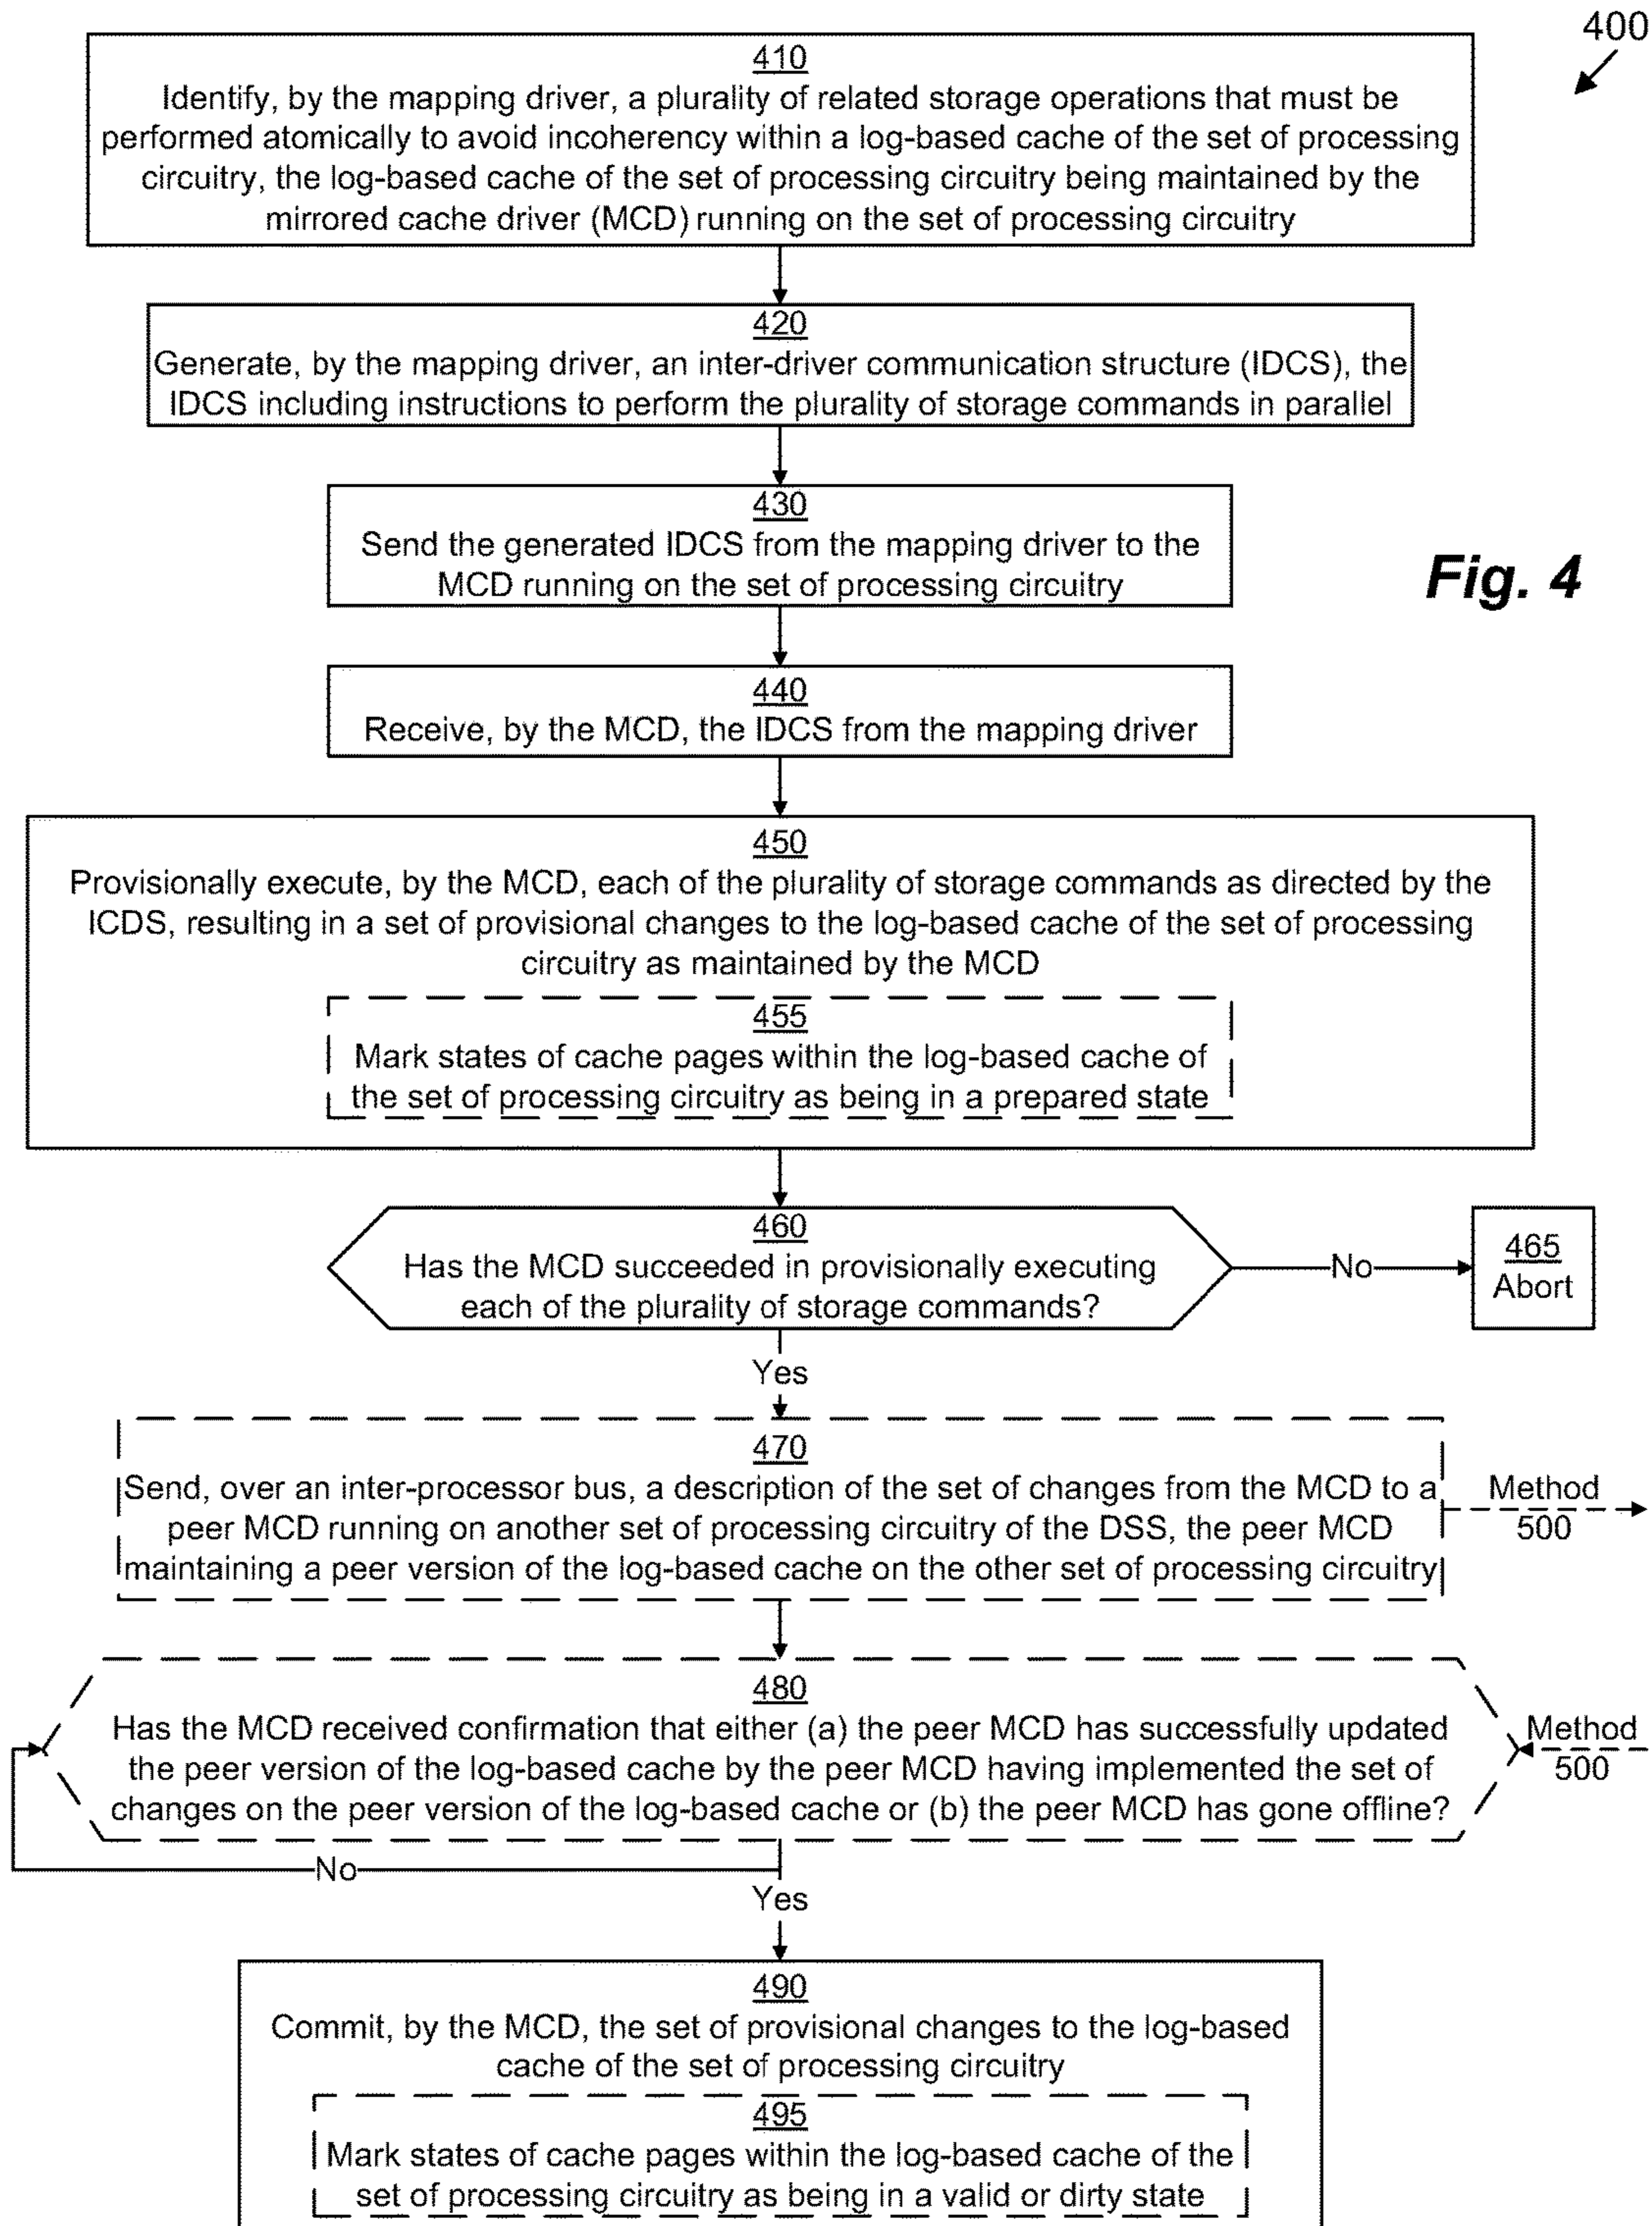 400
410
Identify, by the mapping driver, a plurality of related storage operations that must be
performed atomically to avoid incoherency within a log-based cache of the set of processing
circuitry, the log-based cache of the set of processing circuitry being maintained by the
mirrored cache driver (MCD) running on the set of processing circuitry
420
Generate, by the mapping driver, an inter-driver communication structure (IDCS), the
IDCS including instructions to perform the plurality of storage commands in parallel
430
Send the generated IDCS from the mapping driver to the
MCD running on the set of processing circuitry
Fig. 4
440
Receive, by the MCD, the IDCS from the mapping driver
450
Provisionally execute, by the MCD, each of the plurality of storage commands as directed by the
ICDS, resulting in a set of provisional changes to the log-based cache of the set of processing
circuitry as maintained by the MCD
455
Mark states of cache pages within the log-based cache of
the set of processing circuitry as being in a prepared state
460
Has the MCD succeeded in provisionally executing
each of the plurality of storage commands?
No
465
Abort
Yes
470
Send, over an inter-processor bus, a description of the set of changes from the MCD to a
peer MCD running on another set of processing circuitry of the DSS, the peer MCD
maintaining a peer version of the log-based cache on the other set of processing circuitry
Method
500
480
Has the MCD received confirmation that either (a) the peer MCD has successfully updated
the peer version of the log-based cache by the peer MCD having implemented the set of
changes on the peer version of the log-based cache or (b) the peer MCD has gone offline?
Method
500
No
Yes
490
Commit, by the MCD, the set of provisional changes to the log-based
cache of the set of processing circuitry
495
Mark states of cache pages within the log-based cache of the
set of processing circuitry as being in a valid or dirty state